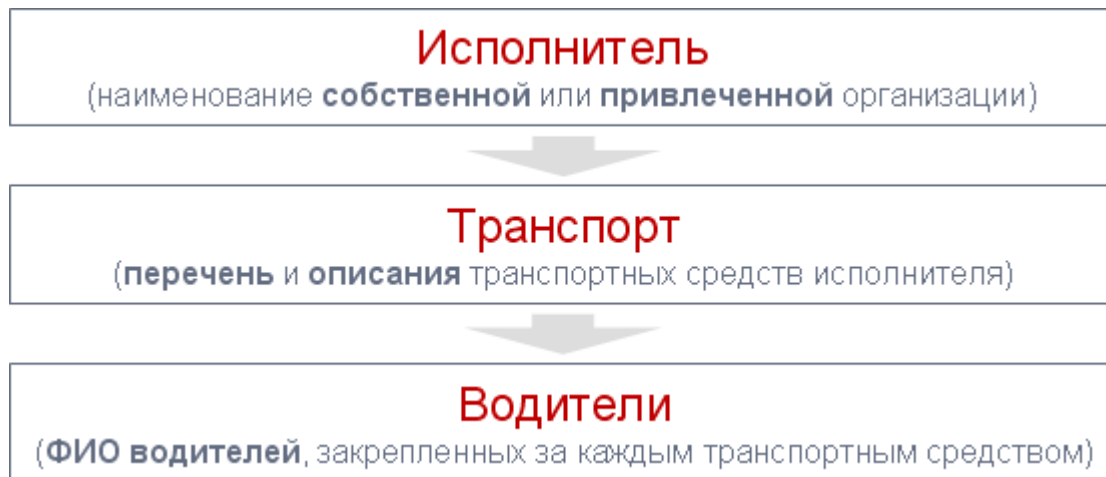 Исполнитель
(наименование собственной или привлеченной организации)
Транспорт
(перечень и описания транспортных средств исполнителя)
Водители
(ФИО водителей, закрепленных за каждым транспортным средством)